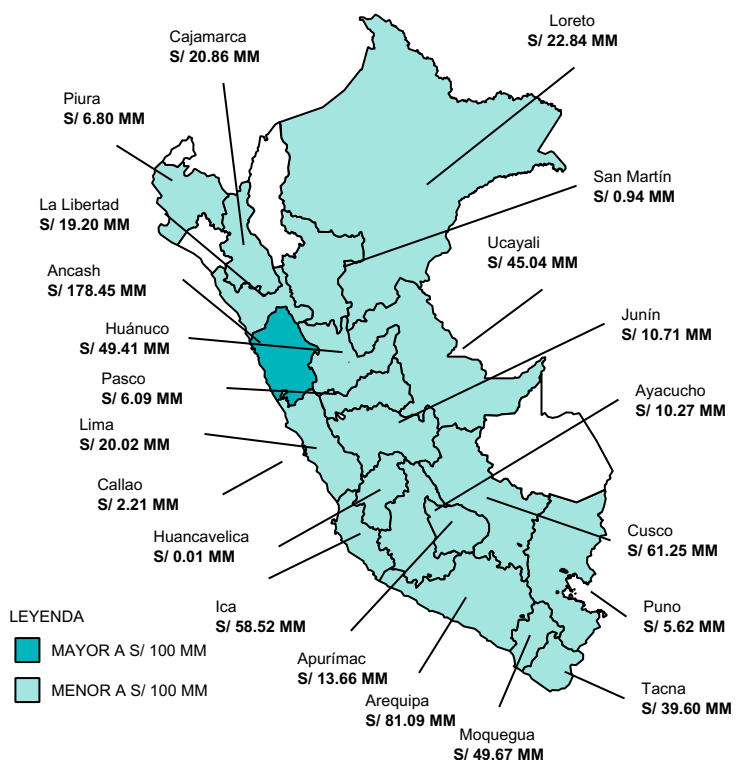 Loreto
S/ 22.84 MM
Cajamarca
S/ 20.86 MM
Piura
S/ 6.80 MM
San Martín
S/ 0.94 MM
La Libertad
S/ 19.20 MM
Ucayali
S/ 45.04 MM
Ancash
S/ 178.45 MM
Junín
S/ 10.71 MM
Huánuco
S/ 49.41 MM
Pasco
S/ 6.09 MM
Ayacucho
S/ 10.27 MM
Lima
S/ 20.02 MM
Callao
S/ 2.21 MM
Huancavelica
S/ 0.01 MM
Cusco
S/ 61.25 MM
Ica
S/ 58.52 MM
Puno
S/ 5.62 MM
LEYENDA
MAYOR A S/ 100 MM
MENOR A S/ 100 MM
Apurímac
S/ 13.66 MM
Arequipa
S/ 81.09 MM
Tacna
S/ 39.60 MM
Moquegua
S/ 49.67 MM